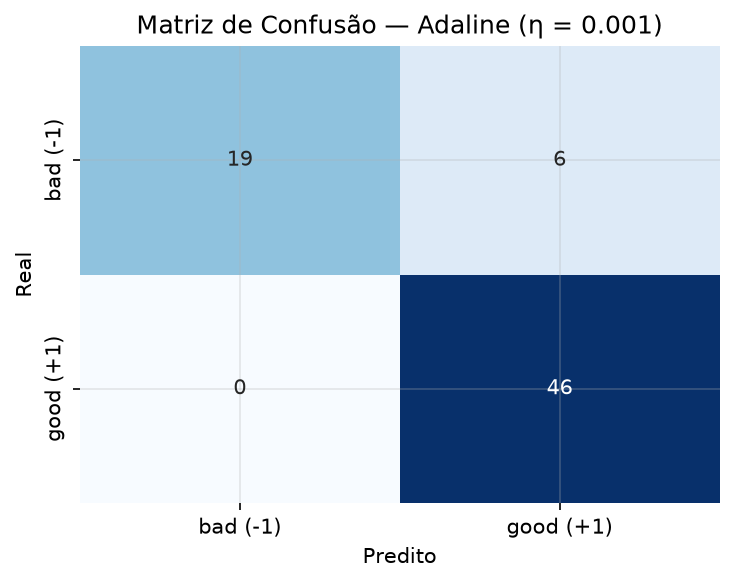 Matriz de Confusão — Adaline (η = 0.001)
Real
bad (-1)
19
6
good (+1)
0
46
bad (-1)
good (+1)
Predito